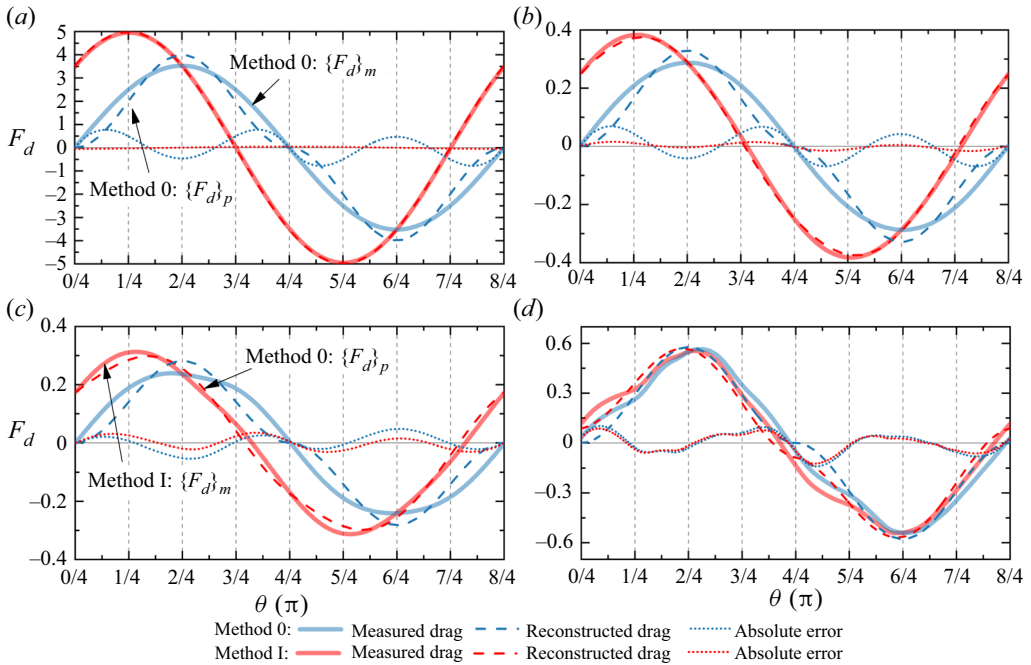 (a)
5
4
3
2
1
0
–1
–2
–3
–4
5
F_d
Method 0: {F_d}_m
Method 0: {F_d}_p
0/4 1/4 2/4 3/4 4/4 5/4 6/4 7/4 8/4
(b)
0.4
0.2
0
–0.2
–0.4
0/4 1/4 2/4 3/4 4/4 5/4 6/4 7/4 8/4
(c)
0.4
0.2
0
–0.2
–0.4
F_d
Method 0: {F_d}_p
Method I: {F_d}_m
0/4 1/4 2/4 3/4 4/4 5/4 6/4 7/4 8/4
θ (π)
(d)
0.6
0.3
0
–0.3
–0.6
0/4 1/4 2/4 3/4 4/4 5/4 6/4 7/4 8/4
θ (π)
Method 0: Measured drag Reconstructed drag Absolute error
Method I: Measured drag Reconstructed drag Absolute error